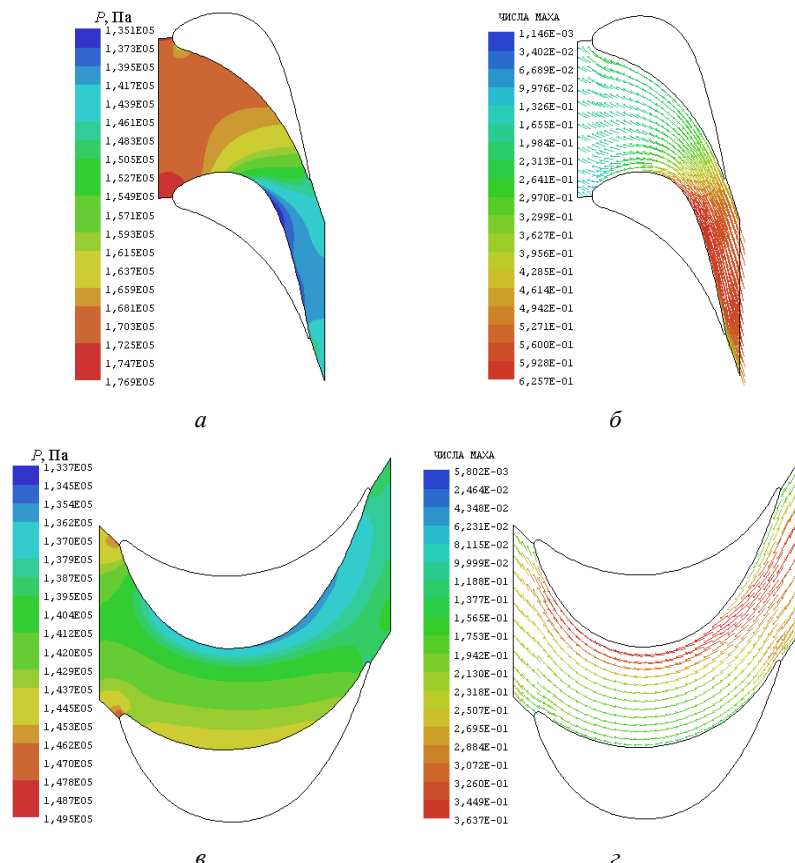 P, Па
1,351E05
1,373E05
1,395E05
1,417E05
1,439E05
1,461E05
1,483E05
1,505E05
1,527E05
1,549E05
1,571E05
1,593E05
1,615E05
1,637E05
1,659E05
1,681E05
1,703E05
1,725E05
1,747E05
1,769E05
а
ЧИСЛА МАХА
1,146E-03
3,402E-02
6,689E-02
9,976E-02
1,326E-01
1,655E-01
1,984E-01
2,313E-01
2,641E-01
2,970E-01
3,299E-01
3,627E-01
3,956E-01
4,285E-01
4,614E-01
4,942E-01
5,271E-01
5,600E-01
5,928E-01
6,257E-01
б
P, Па
1,337E05
1,345E05
1,354E05
1,362E05
1,370E05
1,379E05
1,387E05
1,395E05
1,404E05
1,412E05
1,420E05
1,429E05
1,437E05
1,445E05
1,453E05
1,462E05
1,470E05
1,478E05
1,487E05
1,495E05
в
ЧИСЛА МАХА
5,802E-03
2,464E-02
4,348E-02
6,231E-02
8,115E-02
9,999E-02
1,188E-01
1,377E-01
1,565E-01
1,753E-01
1,942E-01
2,130E-01
2,318E-01
2,507E-01
2,695E-01
2,884E-01
3,072E-01
3,260E-01
3,449E-01
3,637E-01
г